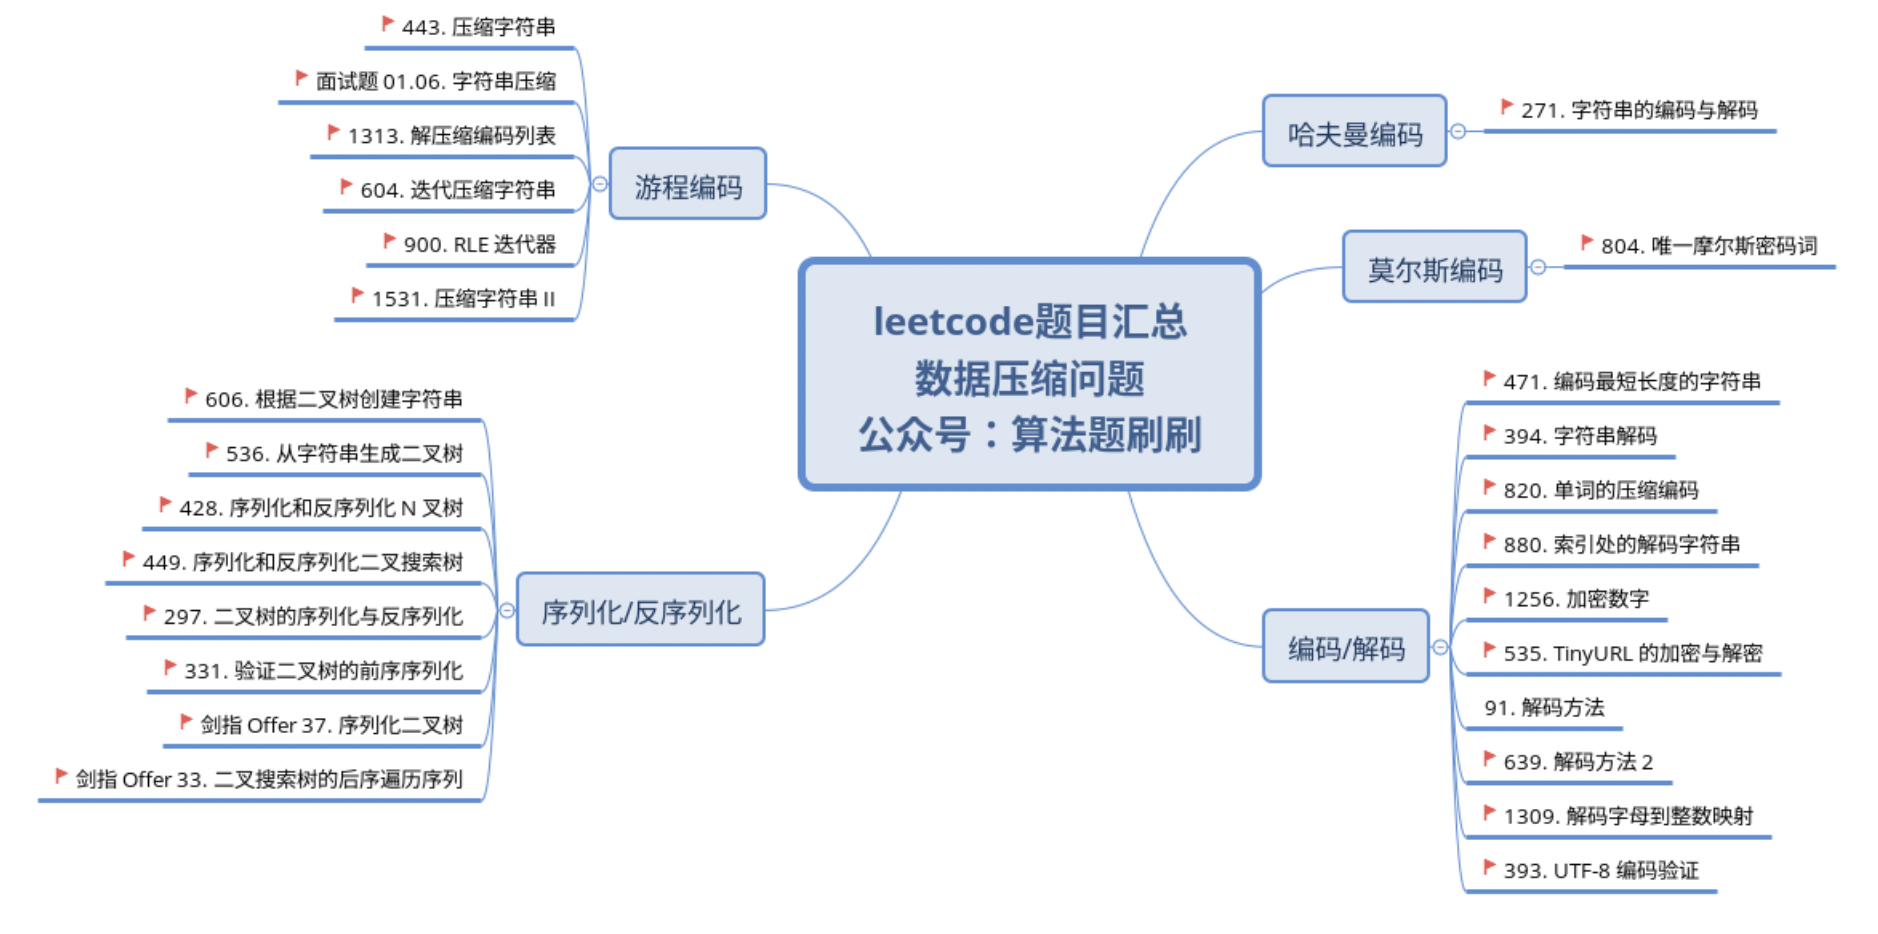 leetcode题目汇总
数据压缩问题
公众号：算法题刷刷
游程编码
443. 压缩字符串
面试题 01.06. 字符串压缩
1313. 解压缩编码列表
604. 迭代压缩字符串
900. RLE 迭代器
1531. 压缩字符串 II
序列化/反序列化
606. 根据二叉树创建字符串
536. 从字符串生成二叉树
428. 序列化和反序列化 N 叉树
449. 序列化和反序列化二叉搜索树
297. 二叉树的序列化与反序列化
331. 验证二叉树的前序序列化
剑指 Offer 37. 序列化二叉树
剑指 Offer 33. 二叉搜索树的后序遍历序列
哈夫曼编码
271. 字符串的编码与解码
莫尔斯编码
804. 唯一摩尔斯密码词
编码/解码
471. 编码最短长度的字符串
394. 字符串解码
820. 单词的压缩编码
880. 索引处的解码字符串
1256. 加密数字
535. TinyURL 的加密与解密
91. 解码方法
639. 解码方法 2
1309. 解码字母到整数映射
393. UTF-8 编码验证